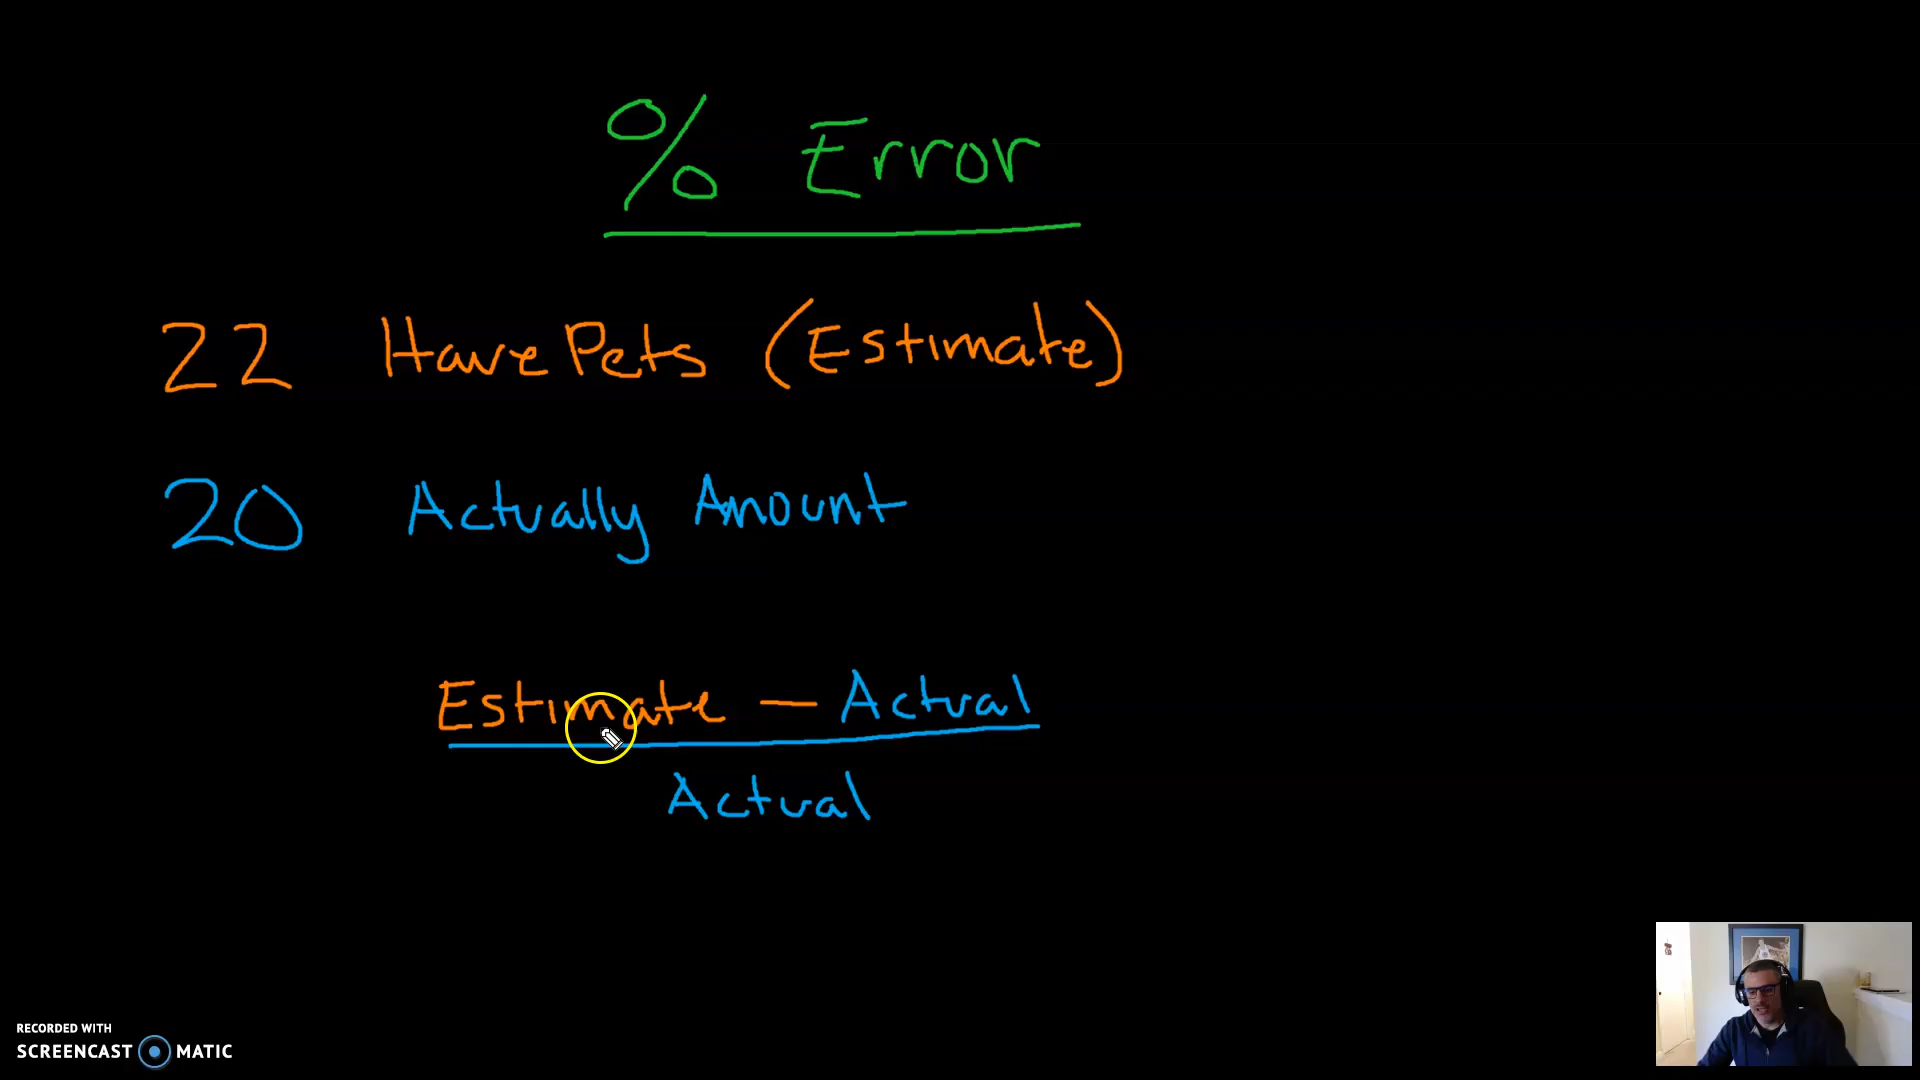 % Error
22 Have Pets (Estimate)
20 Actually Amount
Estimate — Actual
Actual
RECORDED WITH
SCREENCAST MATIC